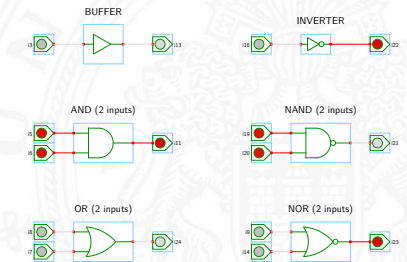 BUFFER
i3
i13
INVERTER
i16
i22
AND (2 inputs)
i5
i6
i11
NAND (2 inputs)
i19
i20
i21
OR (2 inputs)
i8
i7
i24
NOR (2 inputs)
i9
i14
i23